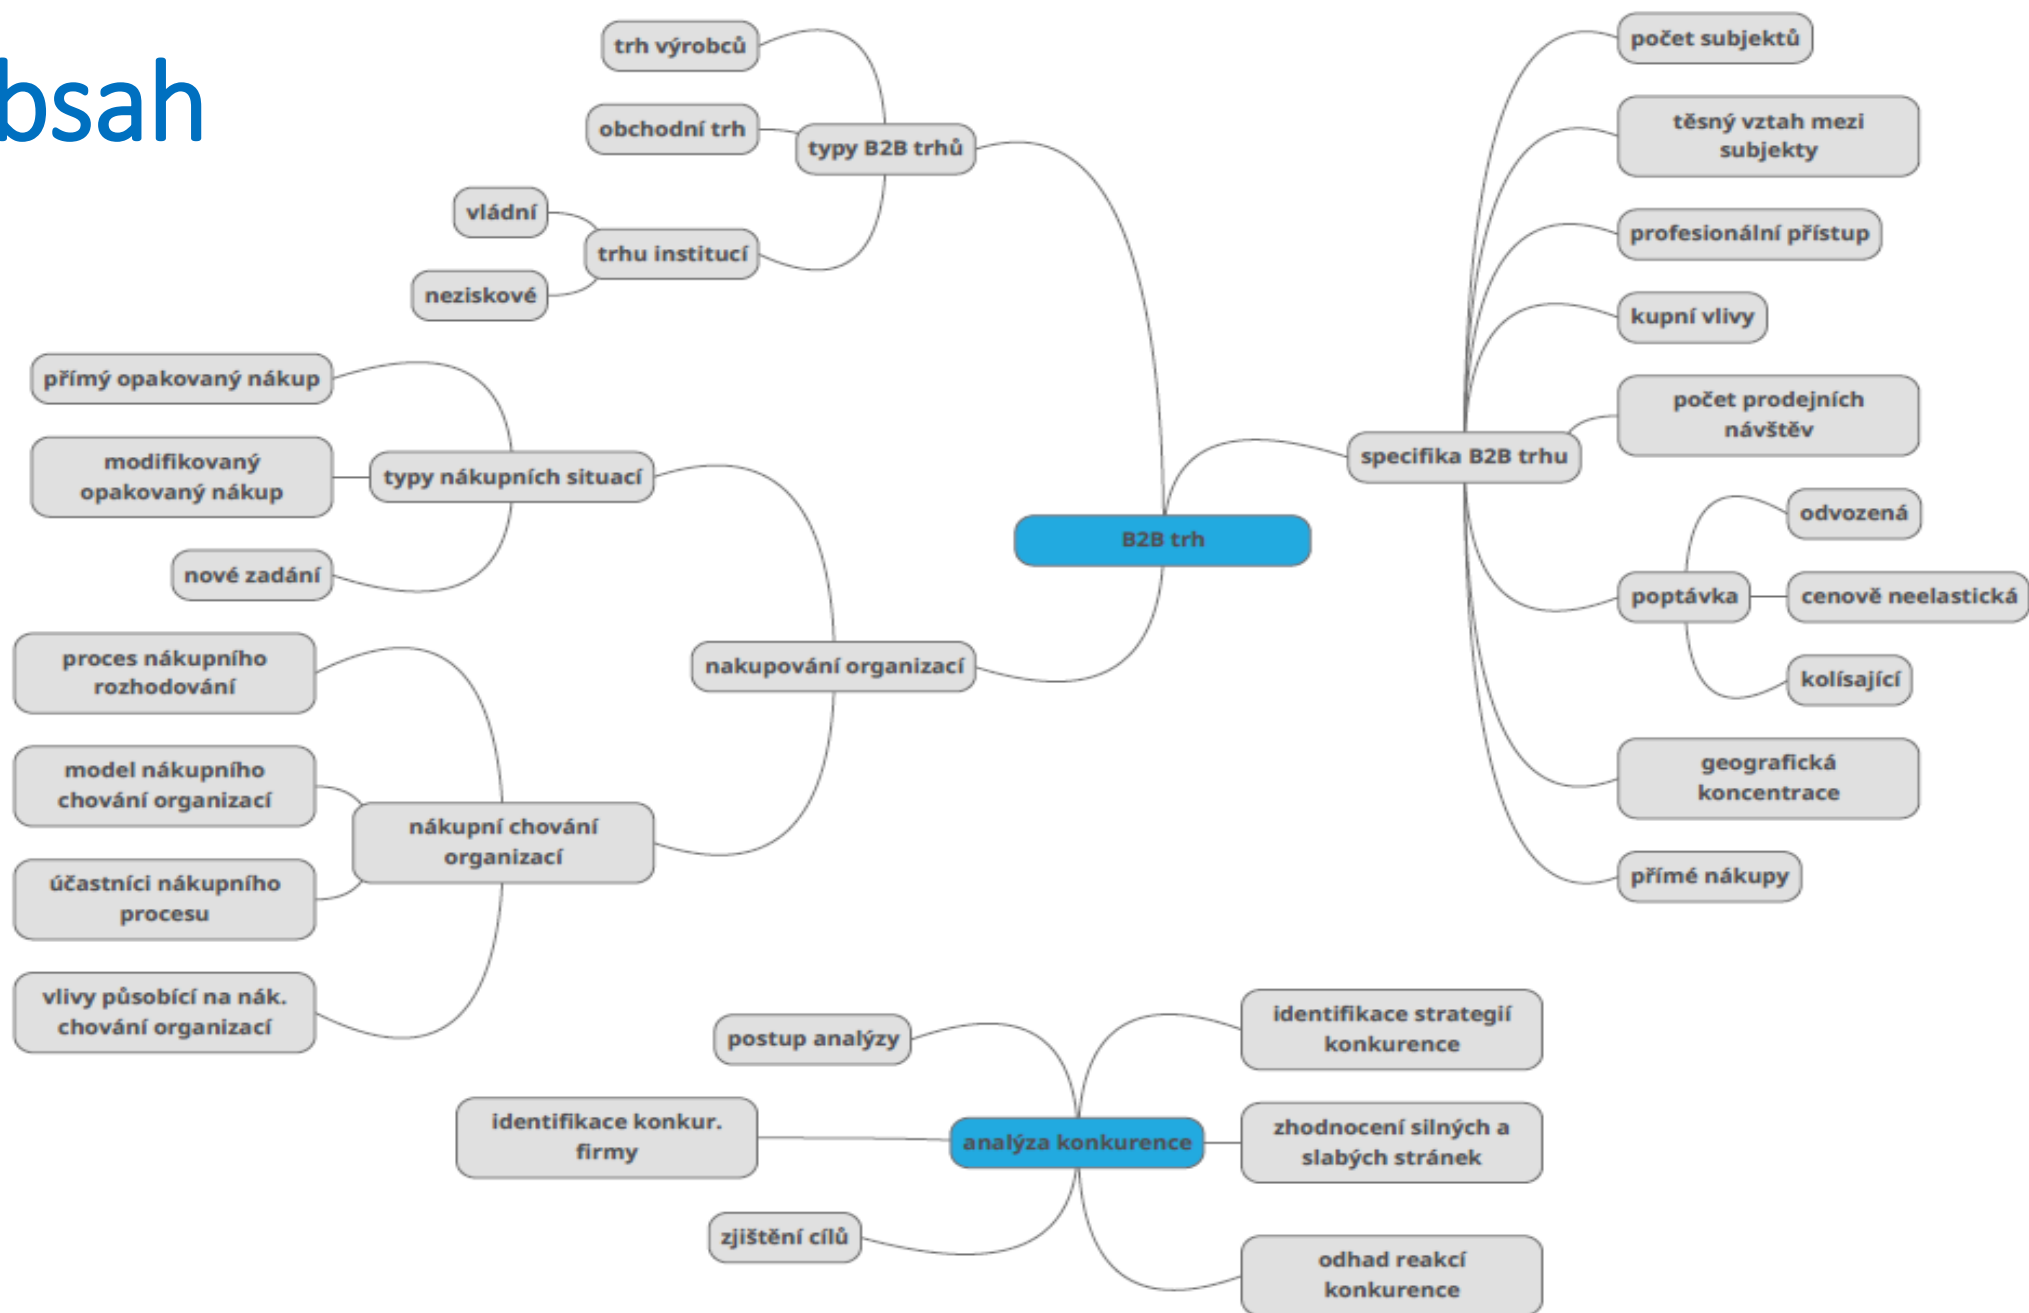 bsah
trh výrobců
obchodní trh
typy B2B trhů
vládní
trhu institucí
neziskové
přímý opakovaný nákup
modifikovaný
opakovaný nákup
typy nákupních situací
nové zadání
proces nákupního
rozhodování
nakupování organizací
model nákupního
chování organizací
nákupní chování
organizací
účastníci nákupního
procesu
vlivy působící na nák.
chování organizací
B2B trh
specifika B2B trhu
počet subjektů
těsný vztah mezi
subjekty
profesionální přístup
kupní vlivy
počet prodejních
návštěv
odvozená
poptávka
cenově neelastická
kolísající
geografická
koncentrace
přímé nákupy
postup analýzy
identifikace konkur.
firmy
zjištění cílů
analýza konkurence
identifikace strategií
konkurence
zhodnocení silných a
slabých stránek
odhad reakcí
konkurence